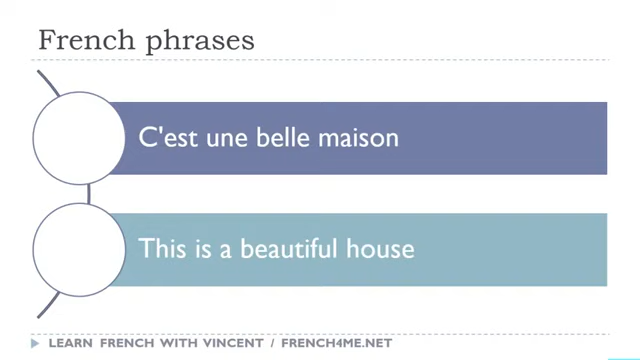 French phrases
C'est une belle maison
This is a beautiful house
LEARN FRENCH WITH VINCENT / FRENCH4ME.NET